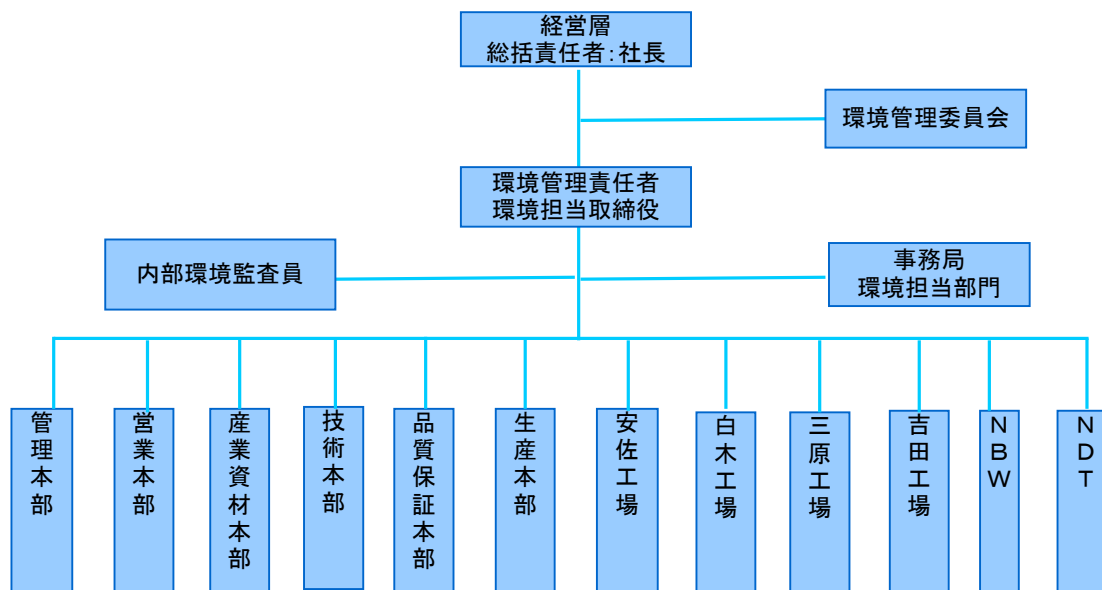 経営層
総括責任者：社長
環境管理委員会
環境管理責任者
環境担当取締役
内部環境監査員
事務局
環境担当部門
管理本部
営業本部
産業資材本部
技術本部
品質保証本部
生産本部
安佐工場
白木工場
三原工場
吉田工場
ＮＢＷ
ＮＤＴ